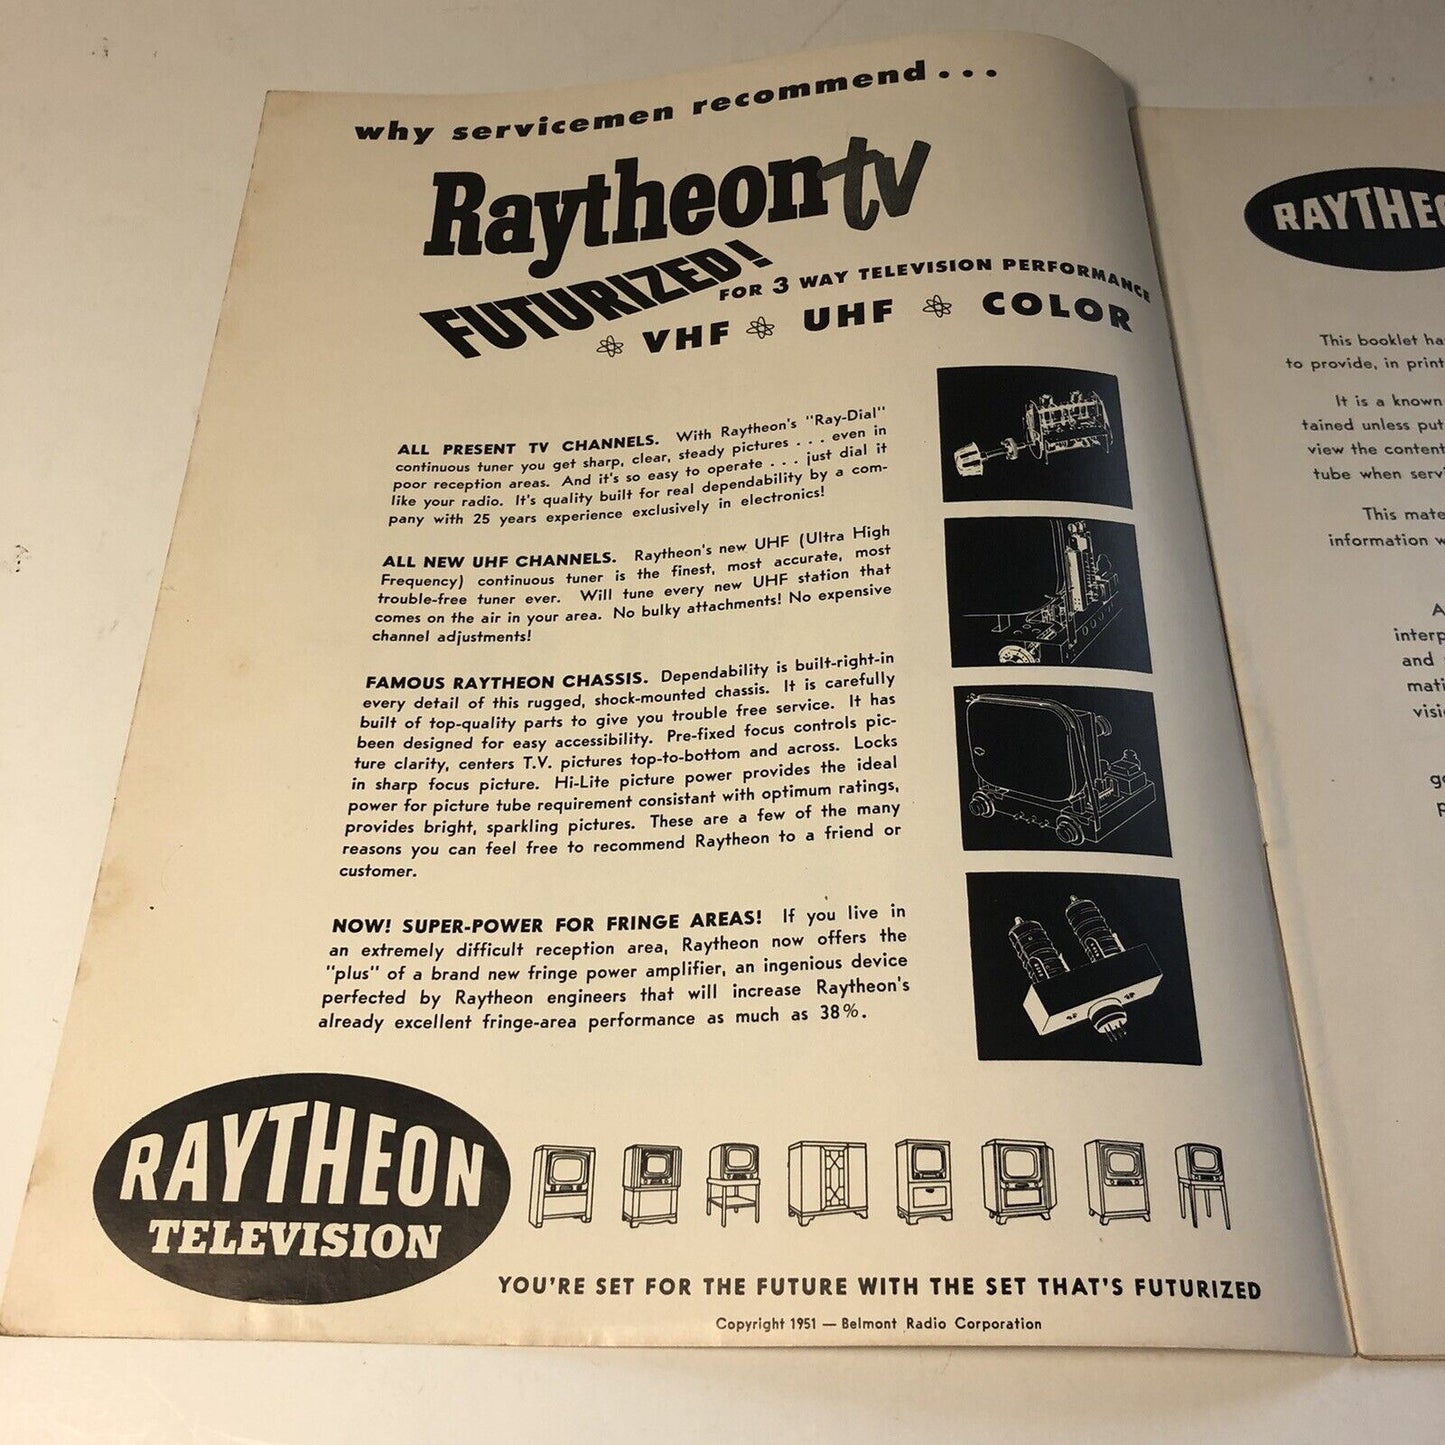 why servicemen recommend...
Raytheon tv
FUTURIZED!
FOR 3 WAY TELEVISION PERFORMANCE
VHF UHF COLOR
ALL PRESENT TV CHANNELS. With Raytheon's "Ray-Dial"
continuous tuner you get sharp, clear, steady pictures . . . even in
poor reception areas. And it's so easy to operate . . . just dial it
like your radio. It's quality built for real dependability by a com-
pany with 25 years experience exclusively in electronics!
ALL NEW UHF CHANNELS. Raytheon's new UHF (Ultra High
Frequency) continuous tuner is the finest, most accurate, most
trouble-free tuner ever. Will tune every new UHF station that
comes on the air in your area. No bulky attachments! No expensive
channel adjustments!
FAMOUS RAYTHEON CHASSIS. Dependability is built-right-in
every detail of this rugged, shock-mounted chassis. It is carefully
built of top-quality parts to give you trouble free service. It has
been designed for easy accessibility. Pre-fixed focus controls pic-
ture clarity, centers T.V. pictures top-to-bottom and across. Locks
in sharp focus picture. Hi-Lite picture power provides the ideal
power for picture tube requirement consistant with optimum ratings,
provides bright, sparkling pictures. These are a few of the many
reasons you can feel free to recommend Raytheon to a friend or
customer.
NOW! SUPER-POWER FOR FRINGE AREAS! If you live in
an extremely difficult reception area, Raytheon now offers the
"plus" of a brand new fringe power amplifier, an ingenious device
perfected by Raytheon engineers that will increase Raytheon's
already excellent fringe-area performance as much as 38%.
RAYTHEON
TELEVISION
YOU'RE SET FOR THE FUTURE WITH THE SET THAT'S FUTURIZED
Copyright 1951 — Belmont Radio Corporation
This booklet
to provide, in
It is a known
tained unless put
view the
tube when
This
information
and